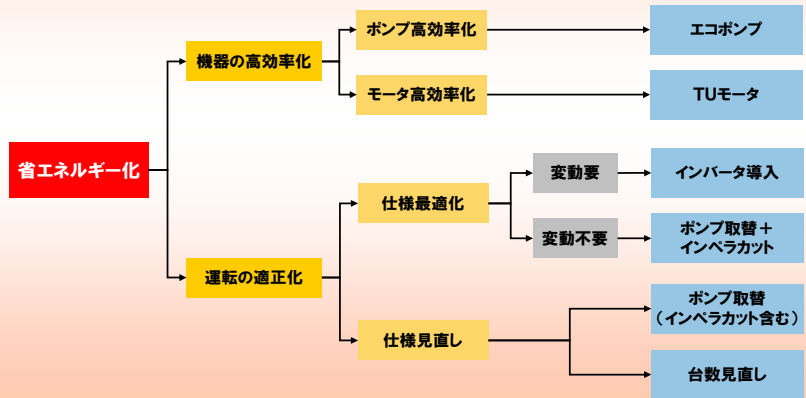 ポンプ高効率化
エコポンプ
機器の高効率化
モータ高効率化
TUモータ
省エネルギー化
変動要
インバータ導入
仕様最適化
変動不要
ポンプ取替＋
インペラカット
運転の適正化
ポンプ取替
（インペラカット含む）
仕様見直し
台数見直し